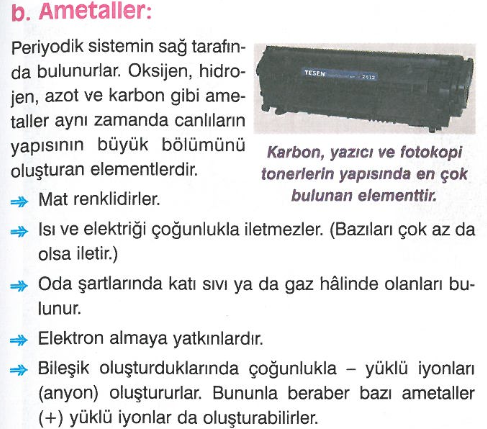 b. Ametaller:
Periyodik sistemin sağ tarafın-
da bulunurlar. Oksijen, hidro-
jen, azot ve karbon gibi ame-
taller aynı zamanda canlıların
yapısının büyük bölümünü
oluşturan elementlerdir.
TESEN
Karbon, yazıcı ve fotokopi
tonerlerin yapısında en çok
bulunan elementtir.
Mat renklidirler.
Isı ve elektriği çoğunlukla iletmezler. (Bazıları çok az da
olsa iletir.)
Oda şartlarında katı sıvı ya da gaz hâlinde olanları bu-
lunur.
Elektron almaya yatkınlardır.
Bileşik oluşturduklarında çoğunlukla – yüklü iyonları
(anyon) oluştururlar. Bununla beraber bazı ametaller
(+) yüklü iyonlar da oluşturabilirler.